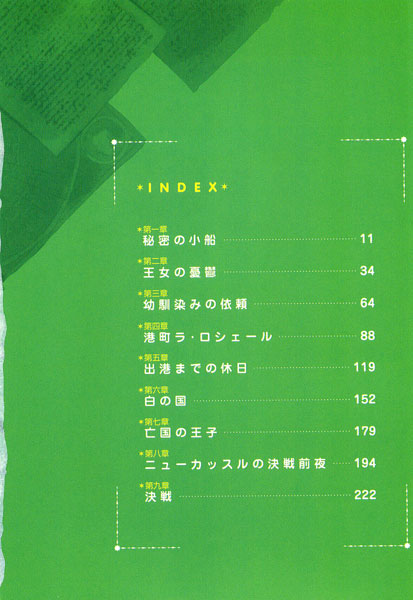 *INDEX*
*第一章
秘密の小船 11
*第二章
王女の憂鬱 34
*第三章
幼馴染みの依頼 64
*第四章
港町ラ・ロシェール 88
*第五章
出港までの休日 119
*第六章
白の国 152
*第七章
亡国の王子 179
*第八章
ニューカッスルの決戦前夜 194
*第九章
決戦 222